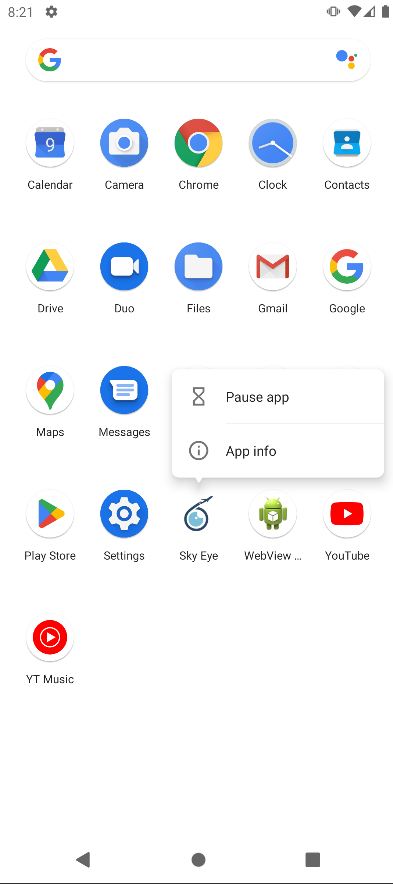 8:21
G
9
Calendar
Camera
Chrome
Clock
Contacts
Drive
Duo
Files
Gmail
Google
Maps
Messages
Pause app
App info
Play Store
Settings
Sky Eye
WebView ...
YouTube
YT Music